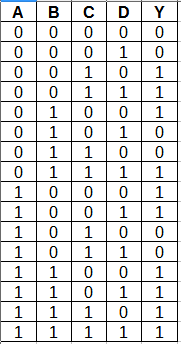 A B C D Y
0 0 0 0 0
0 0 0 1 0
0 0 1 0 1
0 0 1 1 1
0 1 0 0 1
0 1 0 1 0
0 1 1 0 0
0 1 1 1 1
1 0 0 0 1
1 0 0 1 1
1 0 1 0 0
1 0 1 1 0
1 1 0 0 1
1 1 0 1 1
1 1 1 0 1
1 1 1 1 1